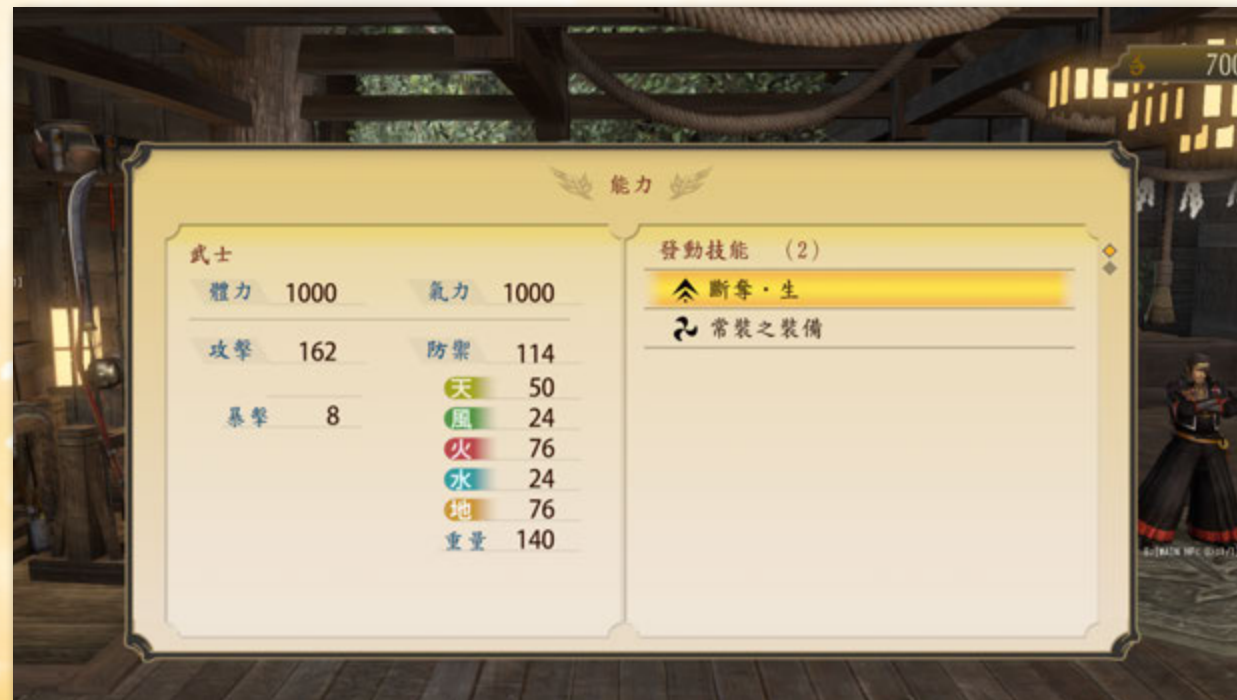 700
能力
武士
體力 1000 氣力 1000
攻擊 162 防禦 114
天 50
暴擊 8 風 24
火 76
水 24
地 76
重量 140
發動技能 (2)
斷奪・生
常裝之裝備